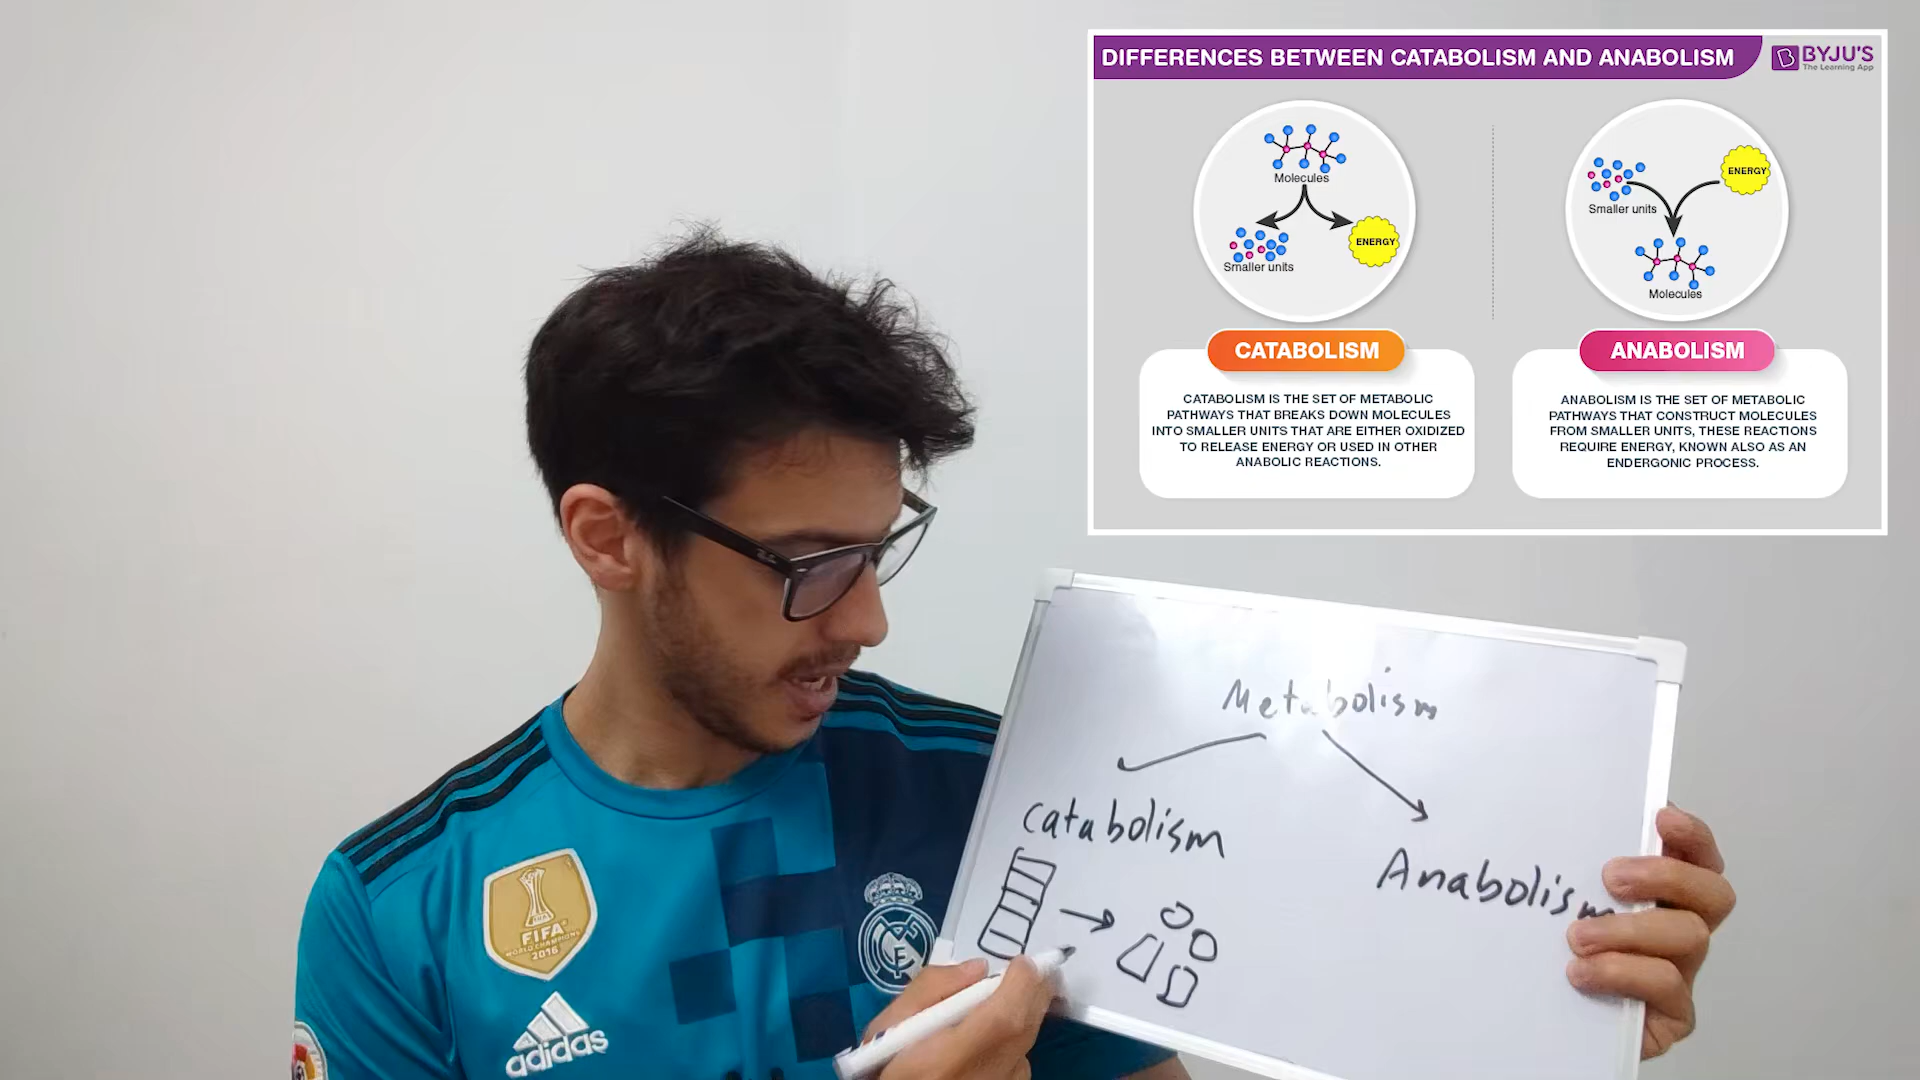 DIFFERENCES BETWEEN CATABOLISM AND ANABOLISM
BYJU'S
The Learning App
Molecules
Smaller units
ENERGY
CATABOLISM
CATABOLISM IS THE SET OF METABOLIC
PATHWAYS THAT BREAKS DOWN MOLECULES
INTO SMALLER UNITS THAT ARE EITHER OXIDIZED
TO RELEASE ENERGY OR USED IN OTHER
ANABOLIC REACTIONS.
Smaller units
ENERGY
Molecules
ANABOLISM
ANABOLISM IS THE SET OF METABOLIC
PATHWAYS THAT CONSTRUCT MOLECULES
FROM SMALLER UNITS, THESE REACTIONS
REQUIRE ENERGY, KNOWN ALSO AS AN
ENDERGONIC PROCESS.
Metabolism
catabolism
Anabolism
FIFA
WORLD CHAMPIONS
2016
adidas